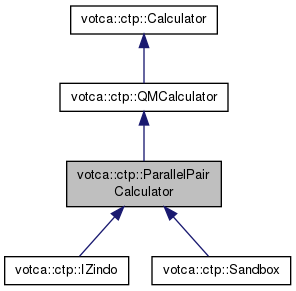 votca::ctp::Calculator
votca::ctp::QMCalculator
votca::ctp::ParallelPair
Calculator
votca::ctp::IZindo
votca::ctp::Sandbox